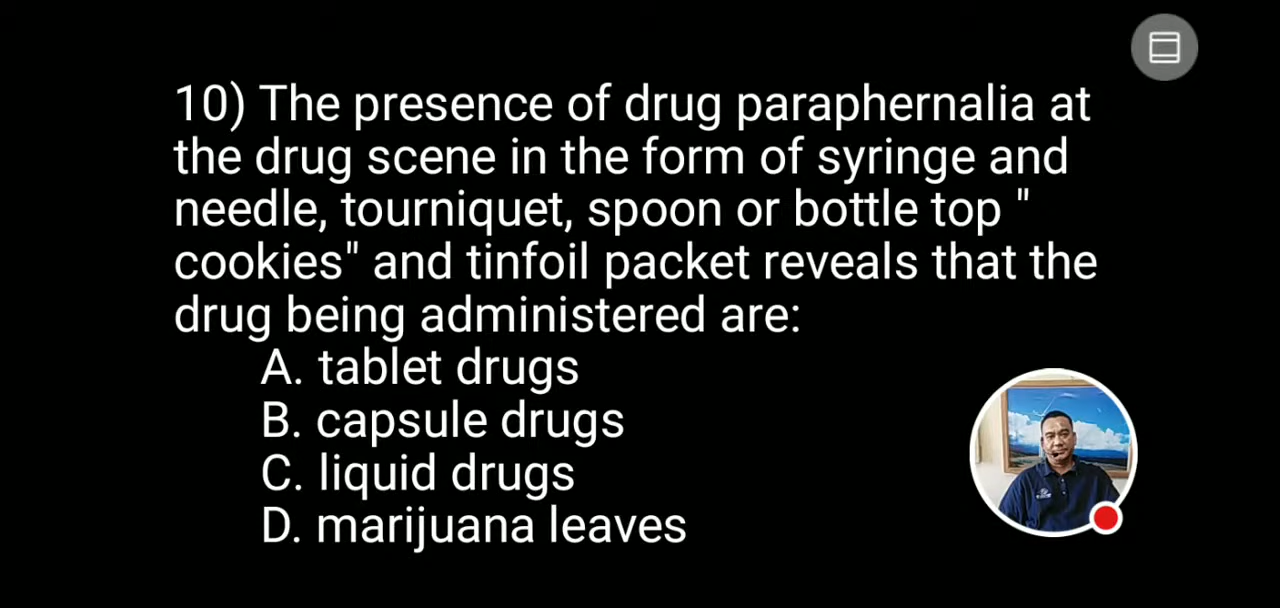 10) The presence of drug paraphernalia at
the drug scene in the form of syringe and
needle, tourniquet, spoon or bottle top "
cookies" and tinfoil packet reveals that the
drug being administered are:
A. tablet drugs
B. capsule drugs
C. liquid drugs
D. marijuana leaves